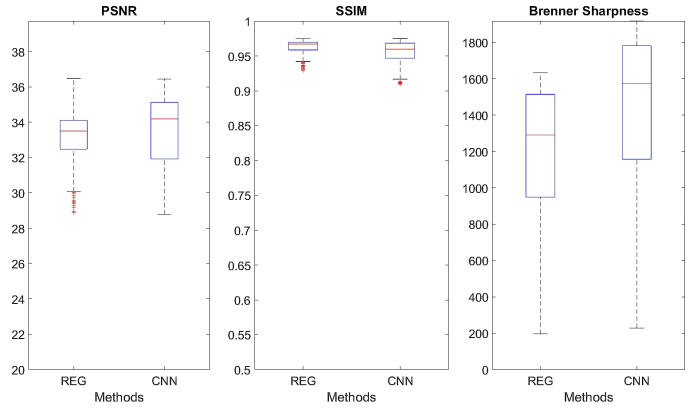 PSNR
38
36
34
32
30
28
26
24
22
20
REG
CNN
Methods
SSIM
1
0.95
0.9
0.85
0.8
0.75
0.7
0.65
0.6
0.55
0.5
REG
CNN
Methods
Brenner Sharpness
1800
1600
1400
1200
1000
800
600
400
200
0
REG
CNN
Methods